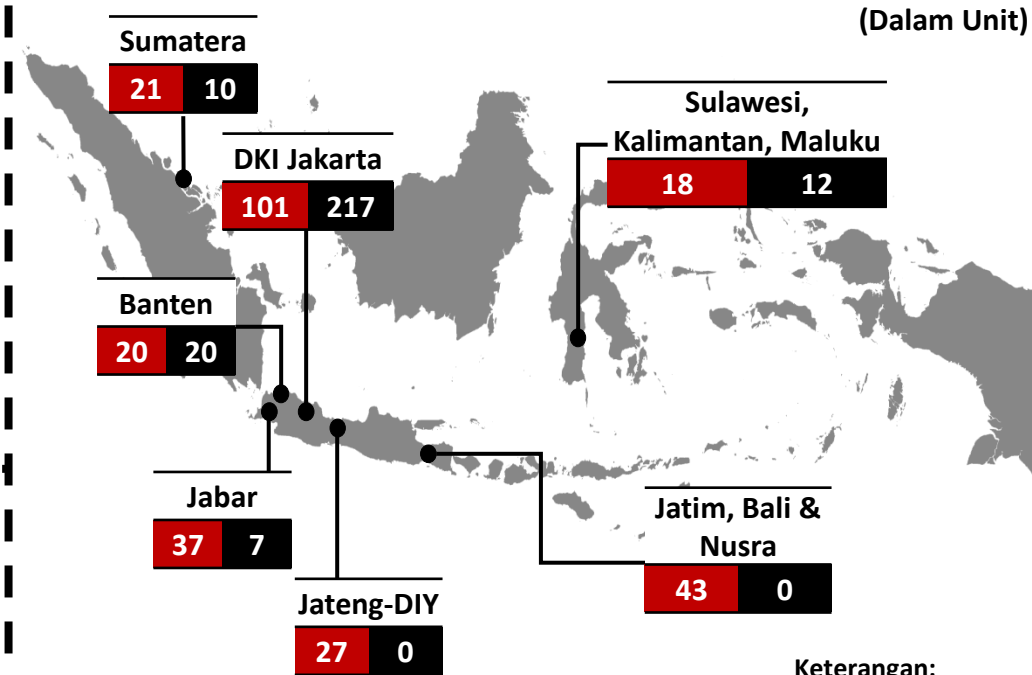 (Dalam Unit)
Sumatera
21 10
DKI Jakarta
101 217
Sulawesi,
Kalimantan, Maluku
18 12
Banten
20 20
Jabar
37 7
Jateng-DIY
27 0
Jatim, Bali &
Nusra
43 0
Keterangan: